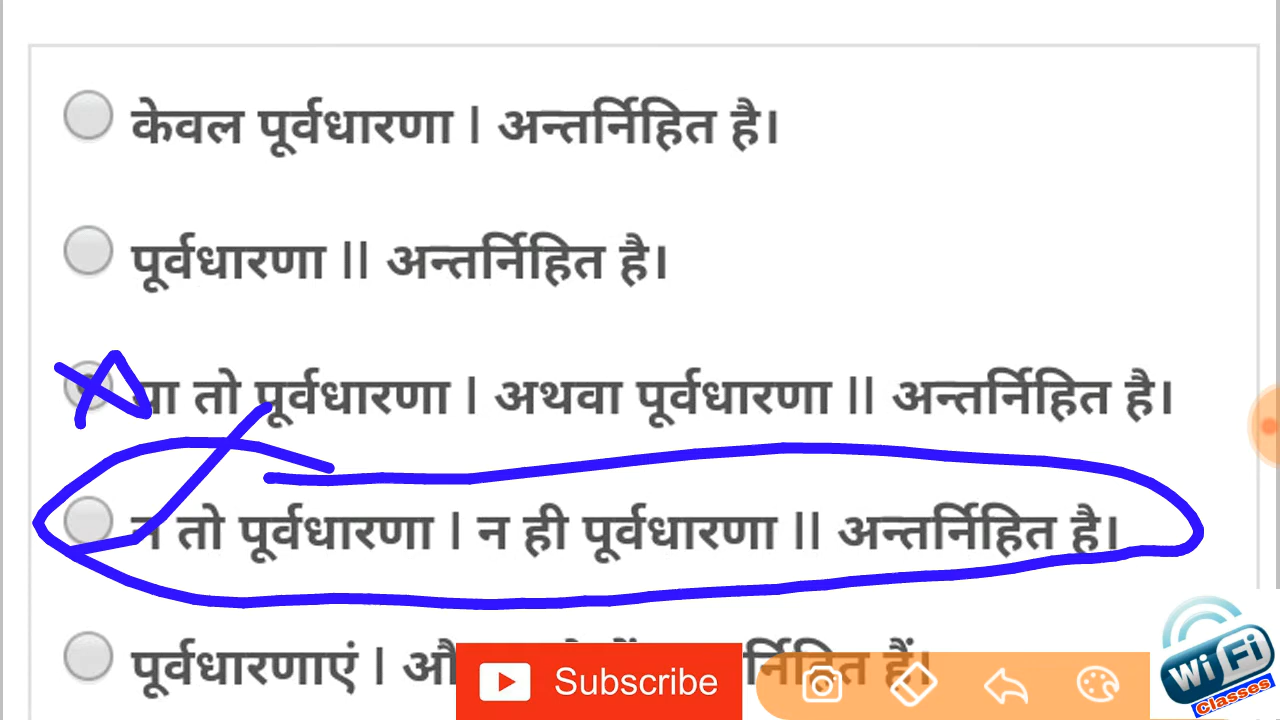 केवल पूर्वधारणा I अन्तर्निहित है।
पूर्वधारणा II अन्तर्निहित है।
या तो पूर्वधारणा I अथवा पूर्वधारणा II अन्तर्निहित है।
न तो पूर्वधारणा I न ही पूर्वधारणा II अन्तर्निहित है।
पूर्वधारणाएं I हैं।
Subscribe
WiFi
Classes